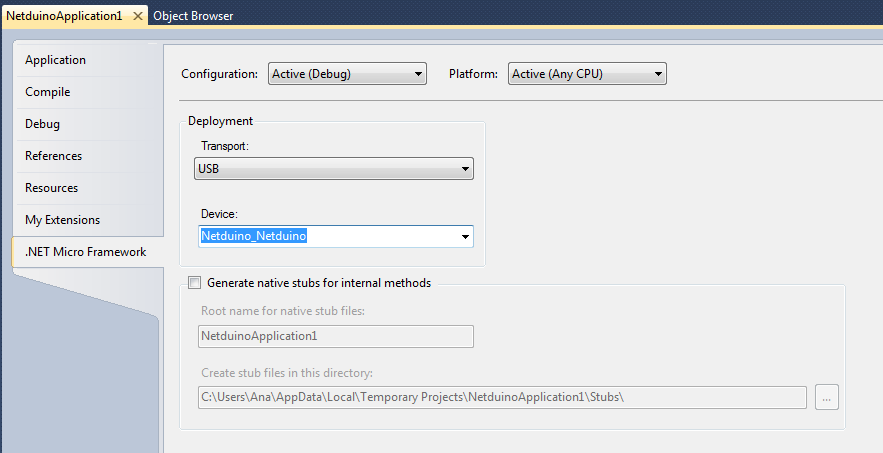 NetduinoApplication1 Object Browser
Application
Compile
Debug
References
Resources
My Extensions
.NET Micro Framework
Configuration: Active (Debug) Platform: Active (Any CPU)
Deployment
Transport:
USB
Device:
Netduino_Netduino
Generate native stubs for internal methods
Root name for native stub files:
NetduinoApplication1
Create stub files in this directory:
C:\Users\Ana\AppData\Local\Temporary Projects\NetduinoApplication1\Stubs\ ...